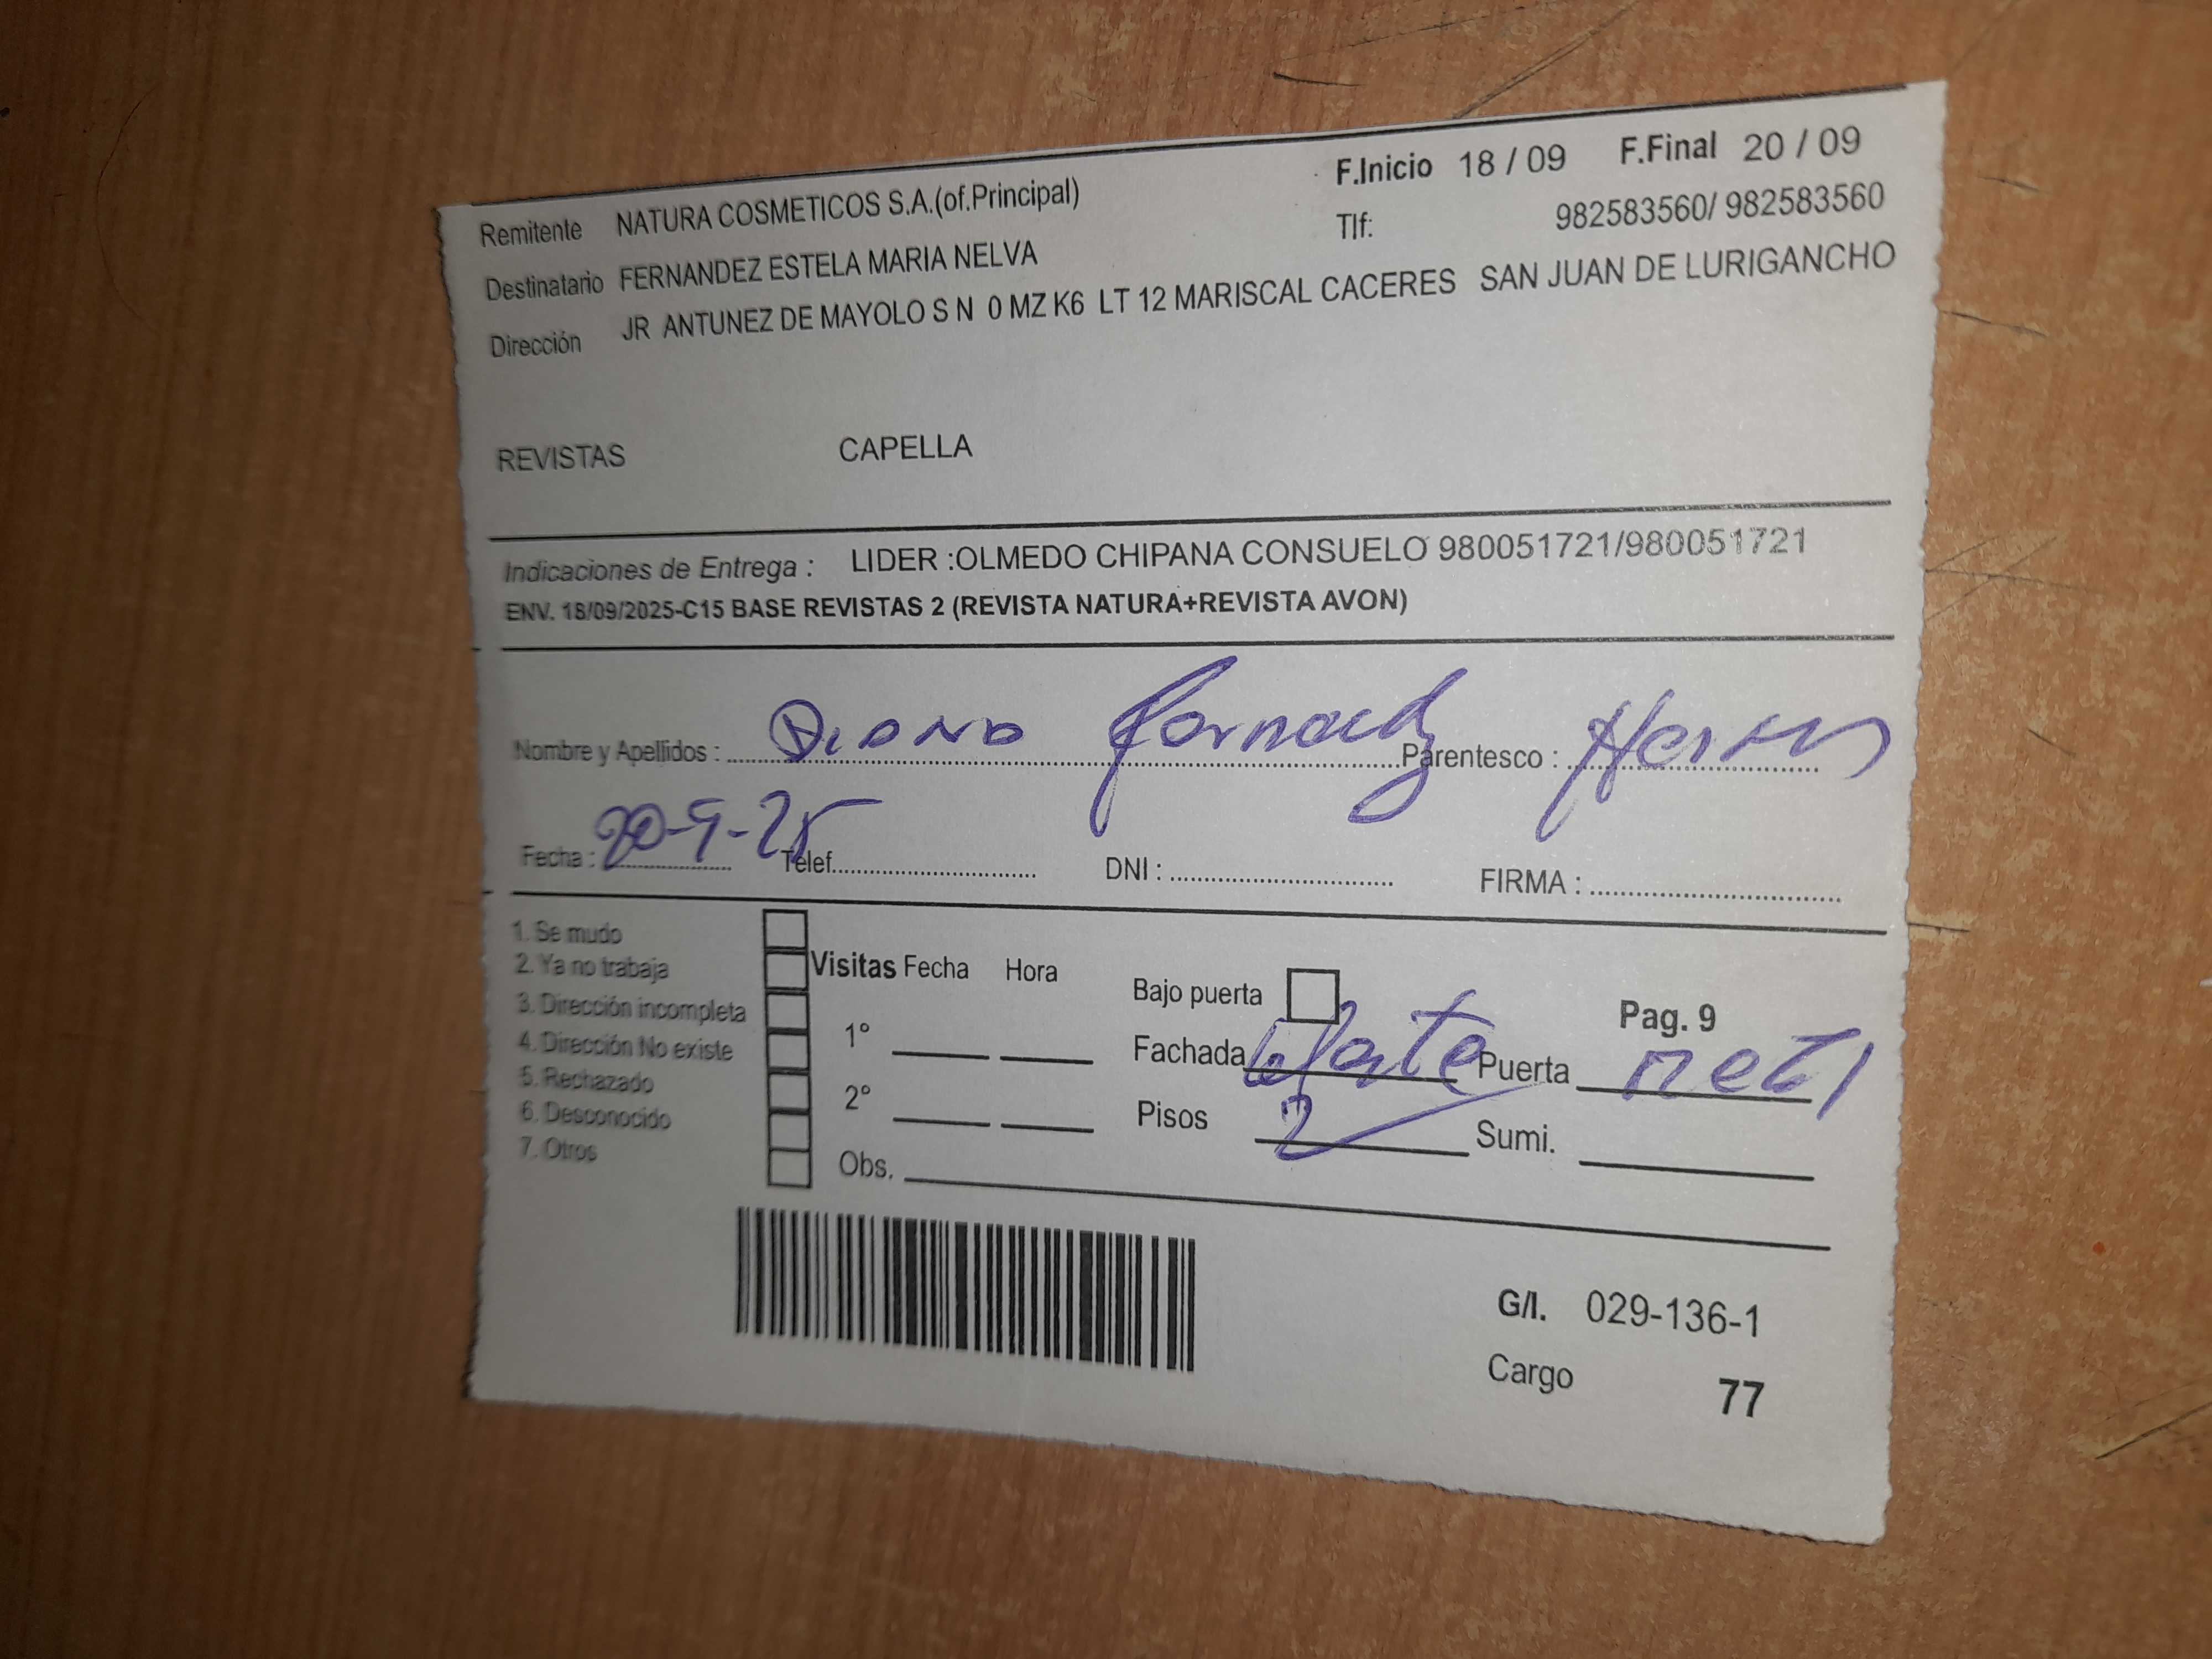 F.Inicio 18 / 09 F.Final 20 / 09
Remitente NATURA COSMETICOS S.A.(of.Principal) Tlf: 982583560/ 982583560
Destinatario FERNANDEZ ESTELA MARIA NELVA
Dirección JR ANTUNEZ DE MAYOLO S N 0 MZ K6 LT 12 MARISCAL CACERES SAN JUAN DE LURIGANCHO
REVISTAS CAPELLA
Indicaciones de Entrega : LIDER :OLMEDO CHIPANA CONSUELO 980051721/980051721
ENV. 18/09/2025-C15 BASE REVISTAS 2 (REVISTA NATURA+REVISTA AVON)
Nombre y Apellidos : Diana Parentesco :
Fecha : 20-9-25 Telef. DNI : FIRMA :
1. Se mudo
2. Ya no trabaja
3. Dirección incompleta
4. Dirección No existe
5. Rechazado
6. Desconocido
7. Otros
Visitas Fecha Hora
1°
2°
Obs.
Bajo puerta Pag. 9
Fachada Puerta
Pisos 2 Sumi.
G/I. 029-136-1
Cargo 77